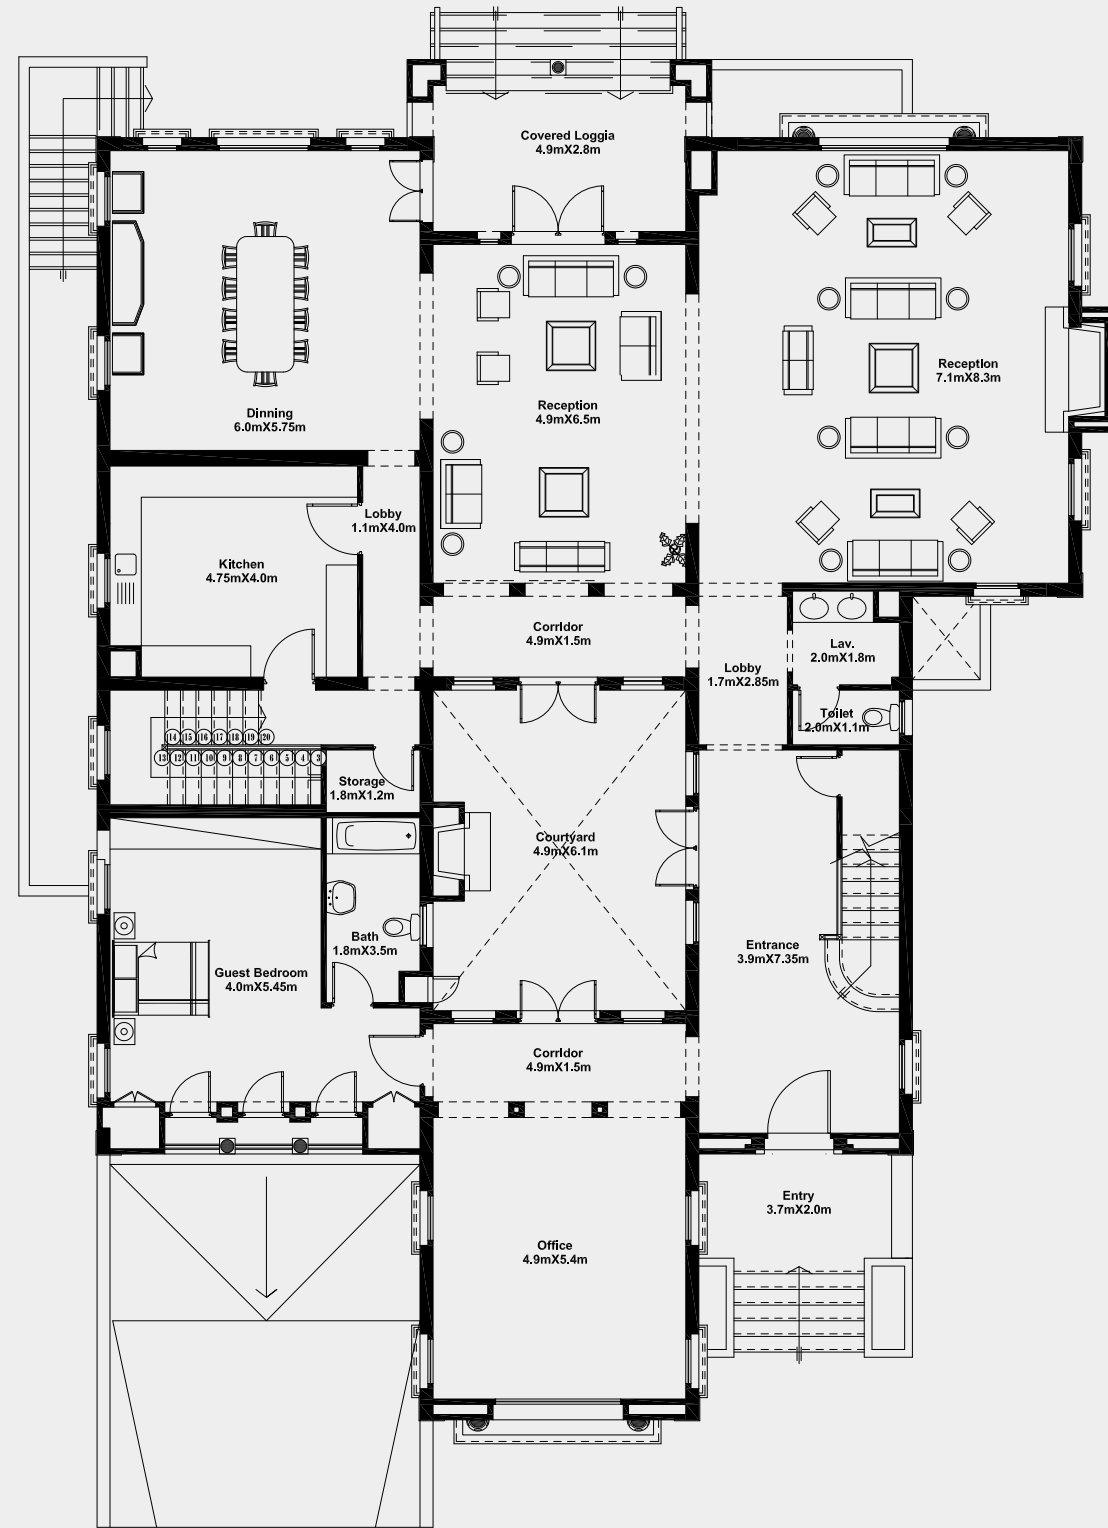 Covered Loggia
4.9mX2.8m
Reception
7.1mX8.3m
Reception
4.9mX6.5m
Dinning
6.0mX5.75m
Lobby
1.1mX4.0m
Kitchen
4.75mX4.0m
Corridor
4.9mX1.5m
Lav.
2.0mX1.8m
Lobby
1.7mX2.85m
Toilet
2.0mX1.1m
14 15 16 17 18 19 20
13 12 11 10 9 8 7 6 5 4 3
Storage
1.8mX1.2m
Courtyard
4.9mX6.1m
Bath
1.8mX3.5m
Entrance
3.9mX7.35m
Guest Bedroom
4.0mX5.45m
Corridor
4.9mX1.5m
Entry
3.7mX2.0m
Office
4.9mX5.4m